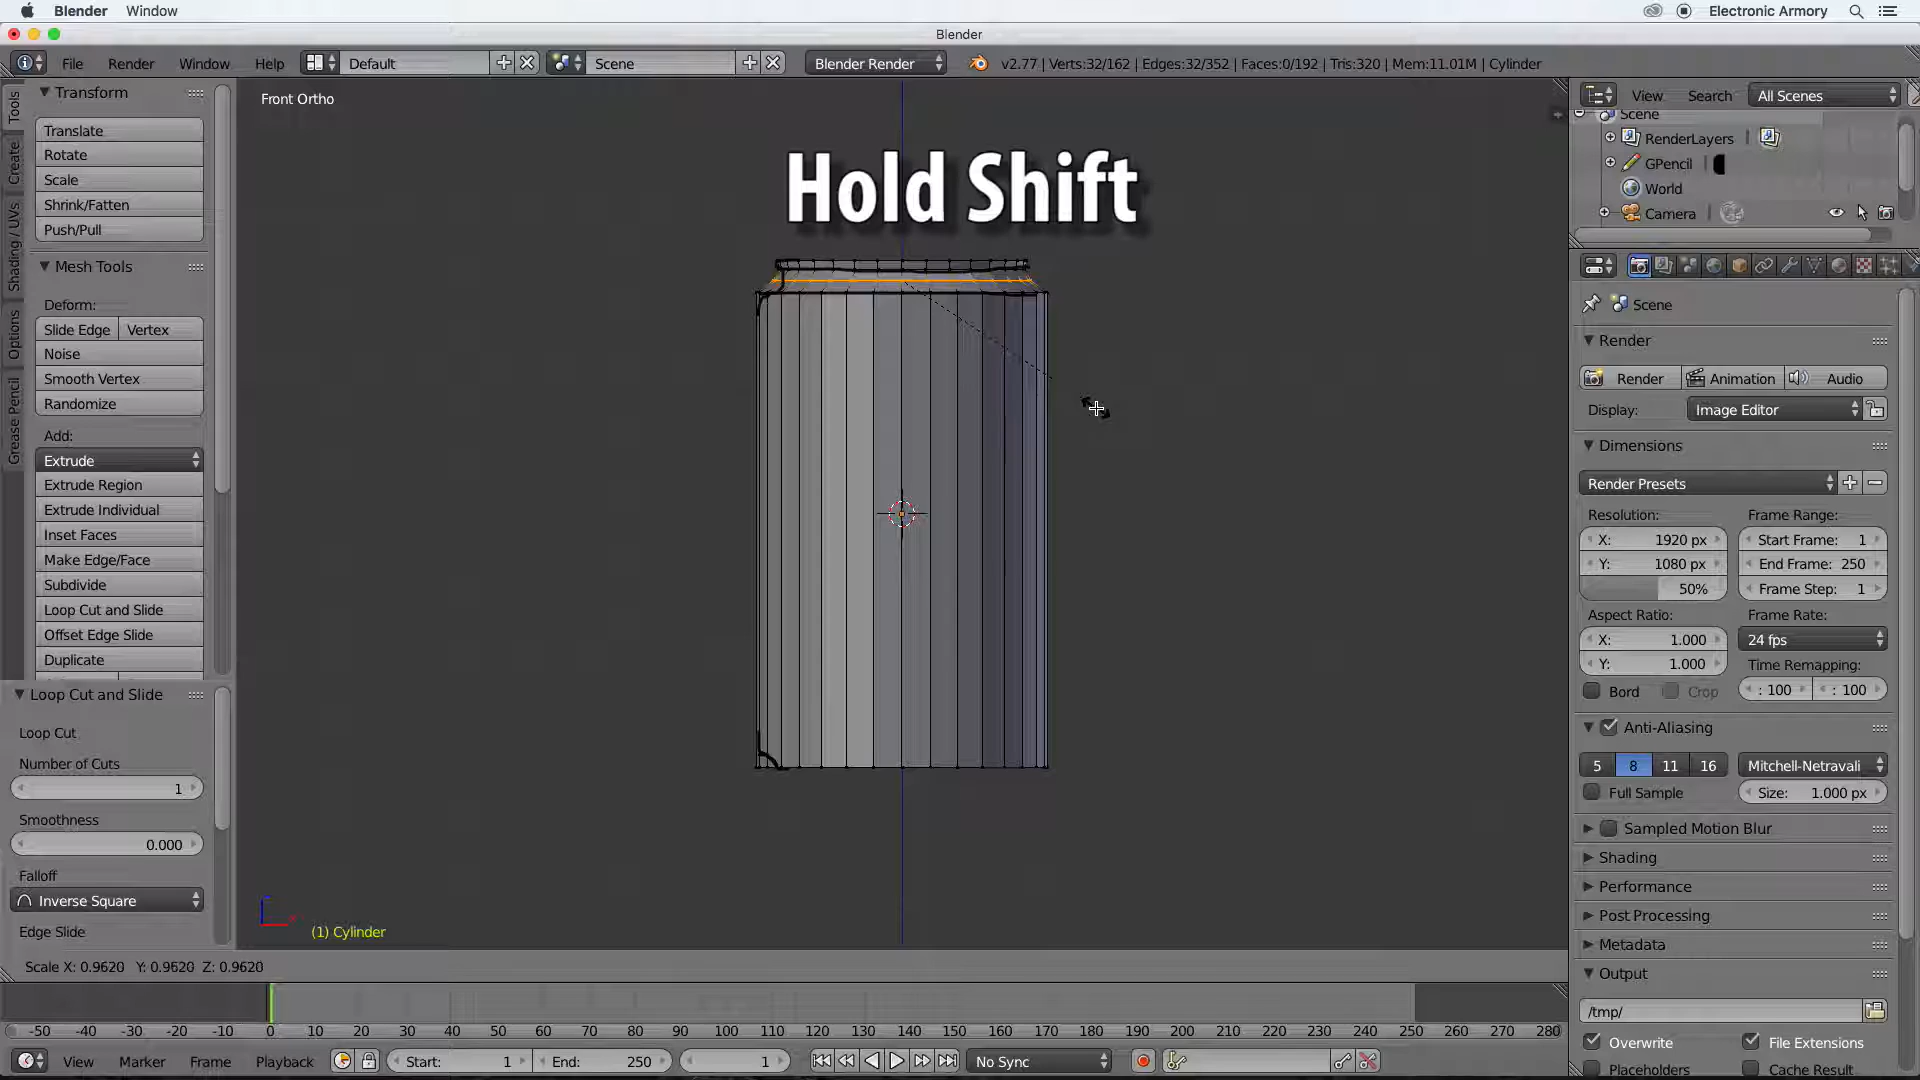 Blender Window
Electronic Armory
Blender
File Render Window Help Default Scene Blender Render v2.77 | Verts:32/162 | Edges:32/352 | Faces:0/192 | Tris:320 | Mem:11.01M | Cylinder
Tools
Create
Shading / UVs
Options
Grease Pencil
Transform
Translate
Rotate
Scale
Shrink/Fatten
Push/Pull
Mesh Tools
Deform:
Slide Edge Vertex
Noise
Smooth Vertex
Randomize
Add:
Extrude
Extrude Region
Extrude Individual
Inset Faces
Make Edge/Face
Subdivide
Loop Cut and Slide
Offset Edge Slide
Duplicate
Loop Cut and Slide
Loop Cut
Number of Cuts
1
Smoothness
0.000
Falloff
Inverse Square
Edge Slide
Front Ortho
Hold Shift
(1) Cylinder
Scale X: 0.9620 Y: 0.9620 Z: 0.9620
View Search All Scenes
Scene
RenderLayers
GPencil
World
Camera
Scene
Render
Render Animation Audio
Display: Image Editor
Dimensions
Render Presets
Resolution: Frame Range:
X: 1920 px Start Frame: 1
Y: 1080 px End Frame: 250
50% Frame Step: 1
Aspect Ratio: Frame Rate:
X: 1.000 24 fps
Y: 1.000 Time Remapping:
Bord Crop : 100 : 100
Anti-Aliasing
5 8 11 16 Mitchell-Netravali
Full Sample Size: 1.000 px
Sampled Motion Blur
Shading
Performance
Post Processing
Metadata
Output
/tmp/
Overwrite File Extensions
Placeholders Cache Result
-50 -40 -30 -20 -10 0 10 20 30 40 50 60 70 80 90 100 110 120 130 140 150 160 170 180 190 200 210 220 230 240 250 260 270 280
View Marker Frame Playback Start: 1 End: 250 1 No Sync